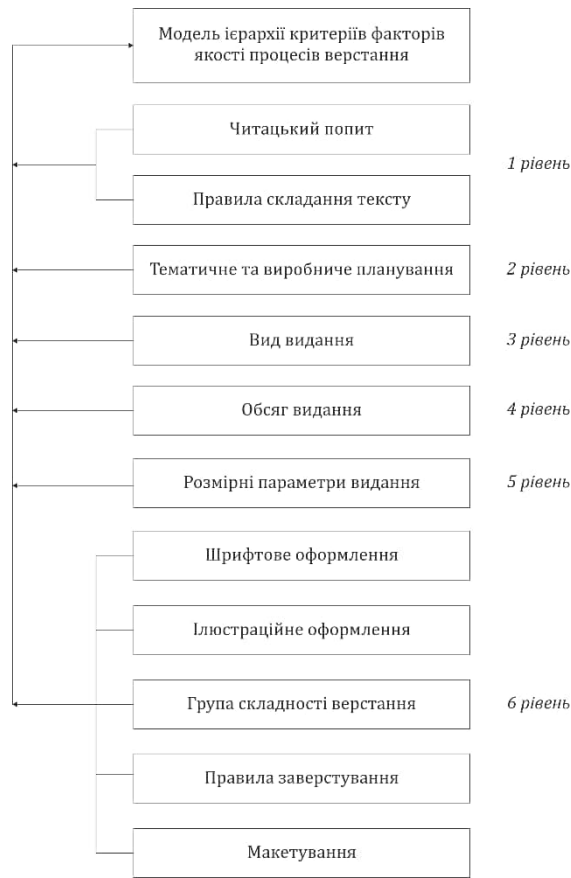 Модель ієрархії критеріїв факторів
якості процесів верстання
Читацький попит
1 рівень
Правила складання тексту
Тематичне та виробниче планування
2 рівень
Вид видання
3 рівень
Обсяг видання
4 рівень
Розмірні параметри видання
5 рівень
Шрифтове оформлення
Ілюстраційне оформлення
Група складності верстання
6 рівень
Правила заверстування
Макетування